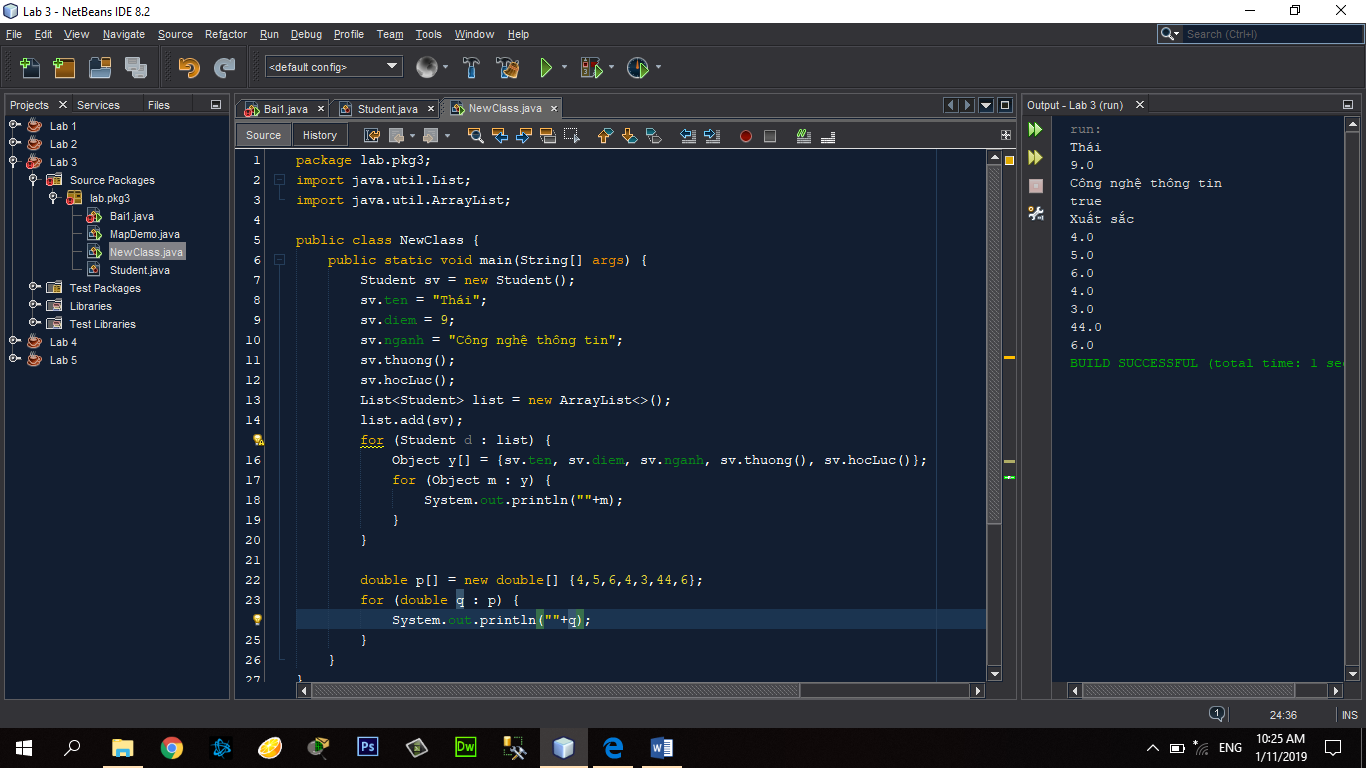 Lab 3 - NetBeans IDE 8.2
File Edit View Navigate Source Refactor Run Debug Profile Team Tools Window Help
Search (Ctrl+I)
<default config>
Projects Services Files
Lab 1
Lab 2
Lab 3
Source Packages
lab.pkg3
Bai1.java
MapDemo.java
NewClass.java
Student.java
Test Packages
Libraries
Test Libraries
Lab 4
Lab 5
Bai1.java Student.java NewClass.java
Source History
1 package lab.pkg3;
2 import java.util.List;
3 import java.util.ArrayList;
4
5 public class NewClass {
6 public static void main(String[] args) {
7 Student sv = new Student();
8 sv.ten = "Thái";
9 sv.diem = 9;
10 sv.nganh = "Công nghệ thông tin";
11 sv.thuong();
12 sv.hocLuc();
13 List<Student> list = new ArrayList<>();
14 list.add(sv);
for (Student d : list) {
16 Object y[] = {sv.ten, sv.diem, sv.nganh, sv.thuong(), sv.hocLuc()};
17 for (Object m : y) {
18 System.out.println(""+m);
19 }
20 }
21
22 double p[] = new double[] {4,5,6,4,3,44,6};
23 for (double q : p) {
System.out.println(""+q);
25 }
26 }
27 }
Output - Lab 3 (run)
run:
Thái
9.0
Công nghệ thông tin
true
Xuất sắc
4.0
5.0
6.0
4.0
3.0
44.0
6.0
BUILD SUCCESSFUL (total time: 1 sec
1
24:36 INS
Ps
Dw
ENG
10:25 AM
1/11/2019